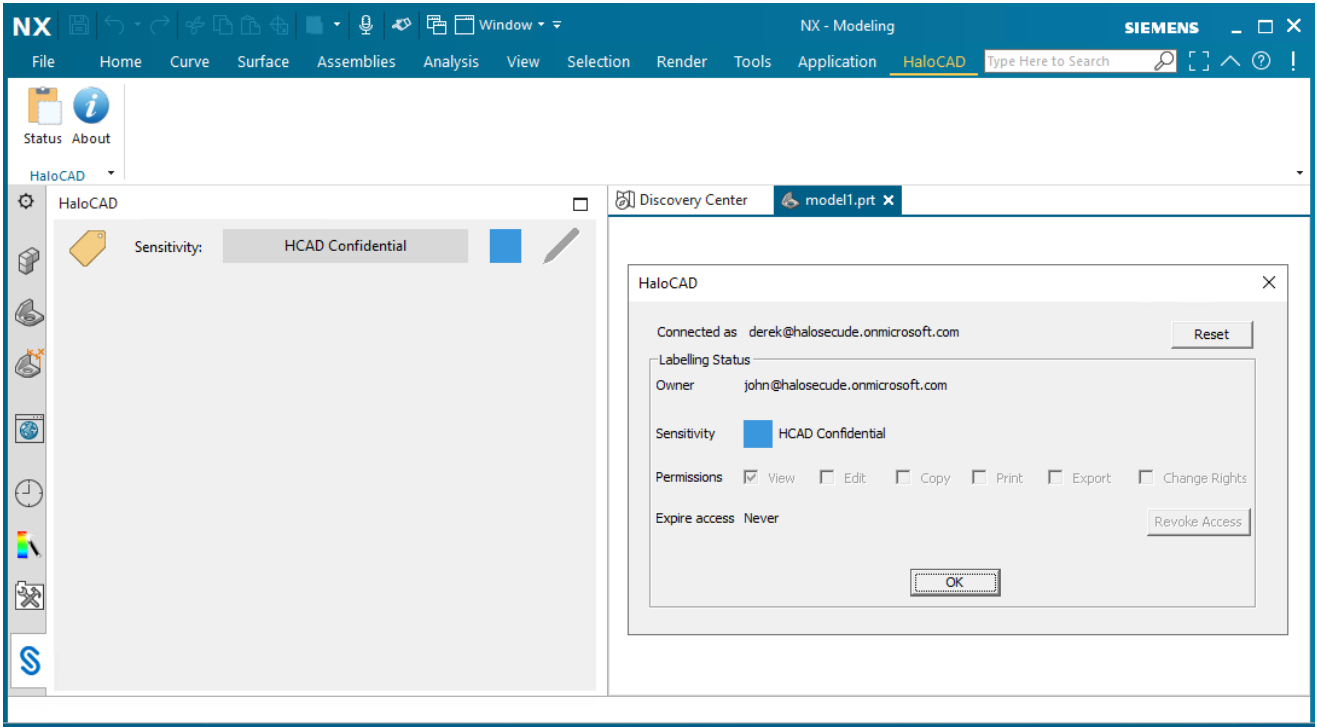 NX Window NX - Modeling SIEMENS
File Home Curve Surface Assemblies Analysis View Selection Render Tools Application HaloCAD Type Here to Search
Status About
HaloCAD
HaloCAD
Sensitivity: HCAD Confidential
Discovery Center model1.prt
HaloCAD
Connected as derek@halosecude.onmicrosoft.com Reset
Labelling Status
Owner john@halosecude.onmicrosoft.com
Sensitivity HCAD Confidential
Permissions View Edit Copy Print Export Change Rights
Expire access Never Revoke Access
OK